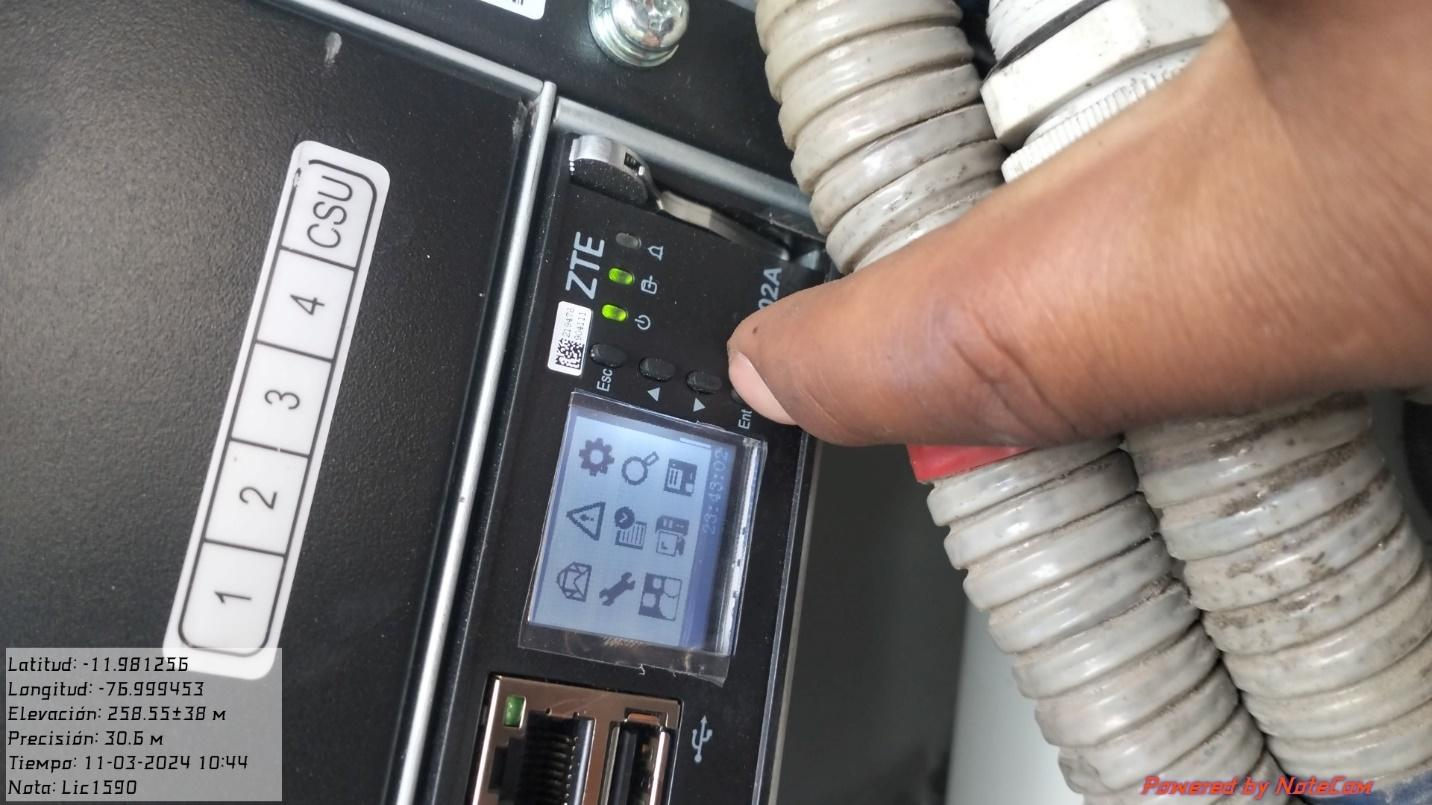 1 2 3 4 CSU
ZTE
02A
Esc
Ent
23:43:02
Latitud: -11.981256
Longitud: -76.999453
Elevación: 258.55±38 м
Precisión: 30.6 м
Tiempo: 11-03-2024 10:44
Nota: Lic1590
Powered by NoteCam